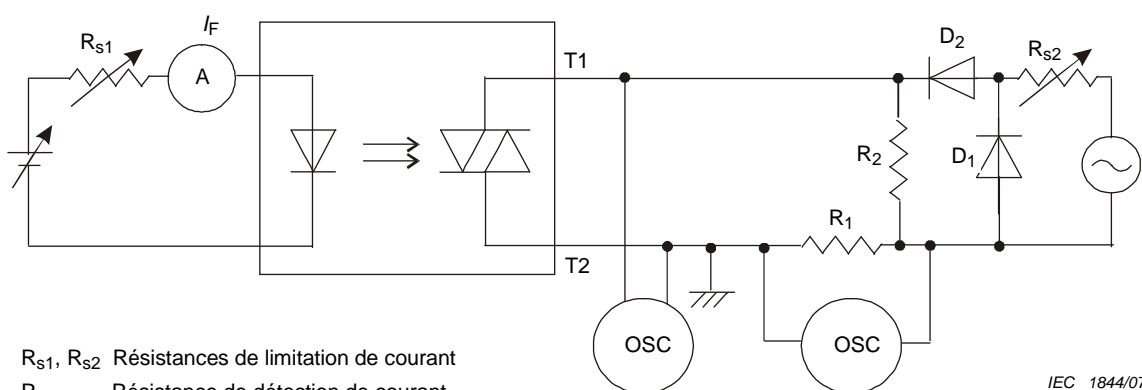 I_F
R_s1
A
T1
T2
D_2
R_s2
R_2
D_1
R_1
OSC
OSC
R_s1, R_s2 Résistances de limitation de courant
IEC 1844/07